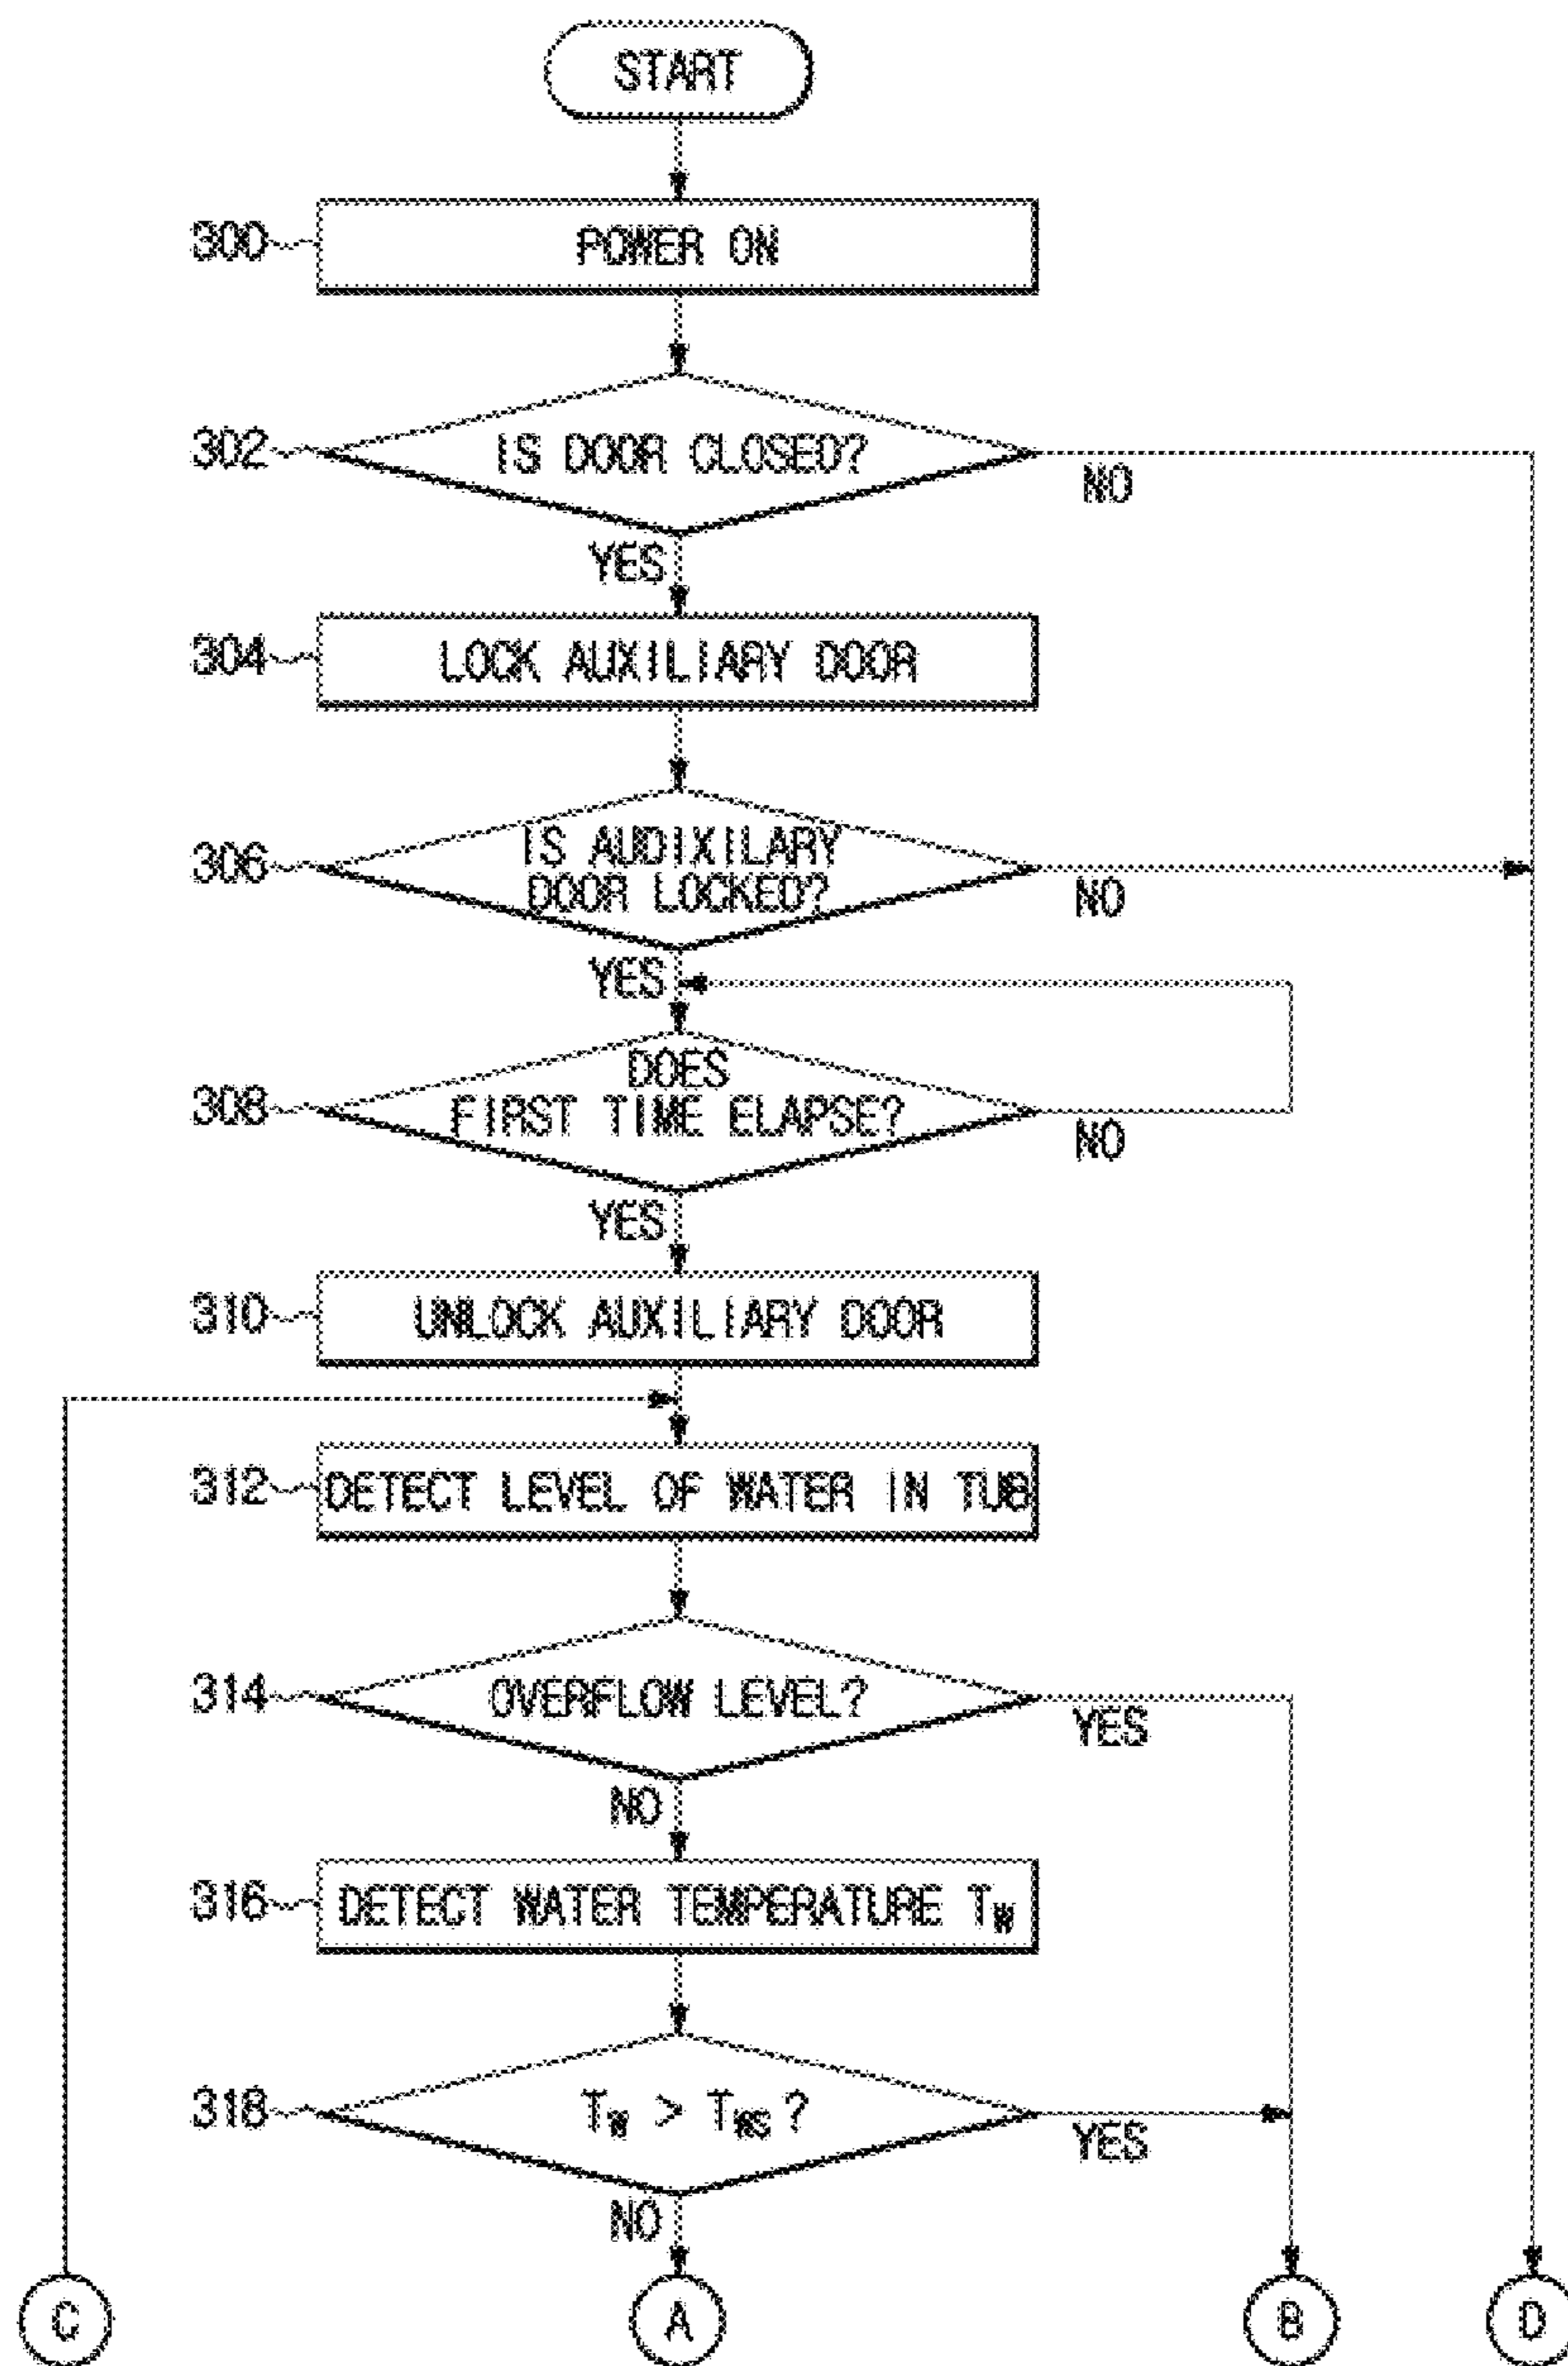 START
300
POWER ON
302
IS DOOR CLOSED?
NO
YES
304
LOCK AUXILIARY DOOR
306
IS AUDIXILARY
DOOR LOCKED?
NO
YES
308
DOES
FIRST TIME ELAPSE?
NO
YES
310
UNLOCK AUXILIARY DOOR
312
DETECT LEVEL OF WATER IN TUB
314
OVERFLOW LEVEL?
YES
NO
316
DETECT WATER TEMPERATURE TW
318
TW > TWS ?
YES
NO
C
A
B
D